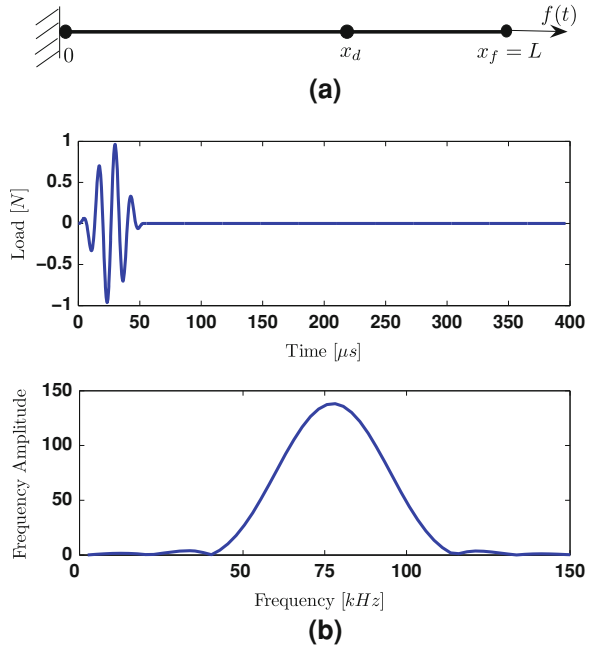 f(t)
0 x_d x_f = L
(a)
1
0.5
0
−0.5
−1
Load [N]
0 50 100 150 200 250 300 350 400
Time [μs]
150
100
50
0
Frequency Amplitude
0 50 75 100 150
Frequency [kHz]
(b)